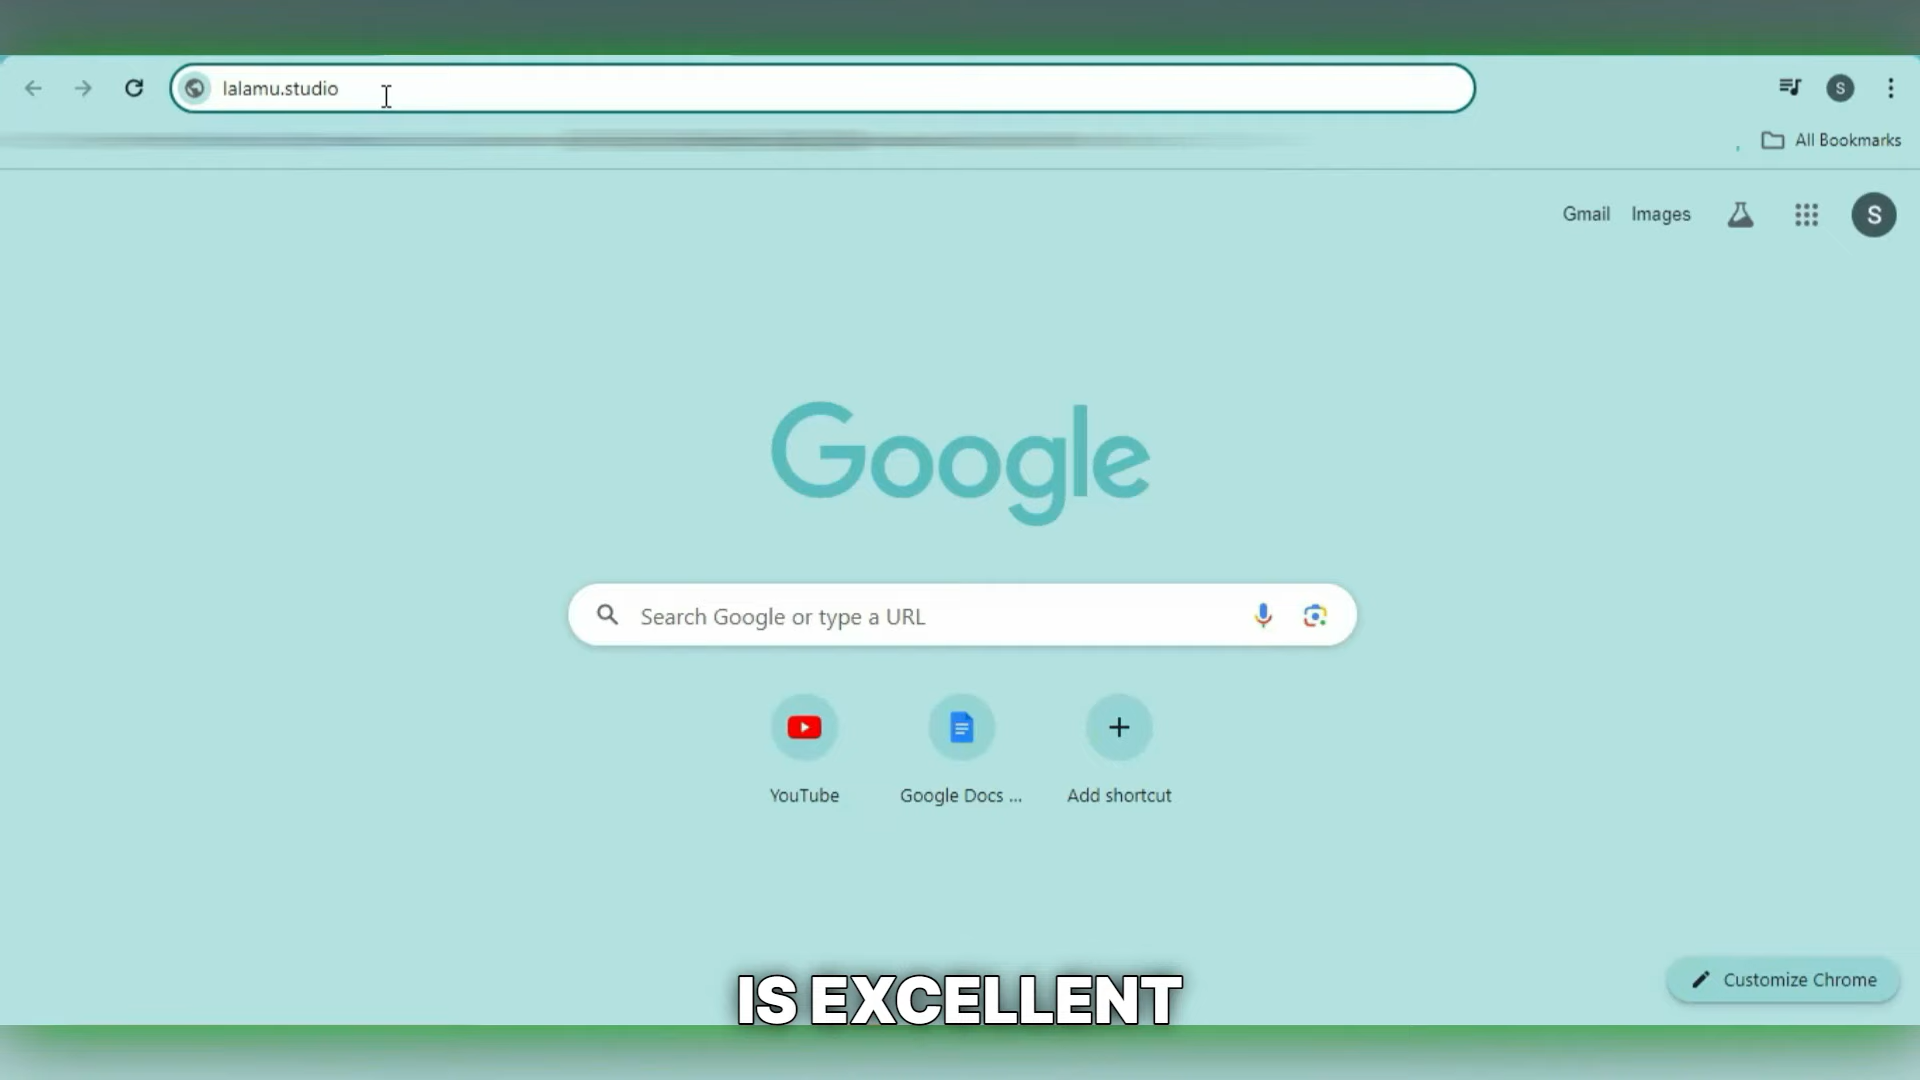 lalamu.studio
S
All Bookmarks
Gmail Images
S
Google
Search Google or type a URL
YouTube Google Docs ... Add shortcut
Customize Chrome
IS EXCELLENT